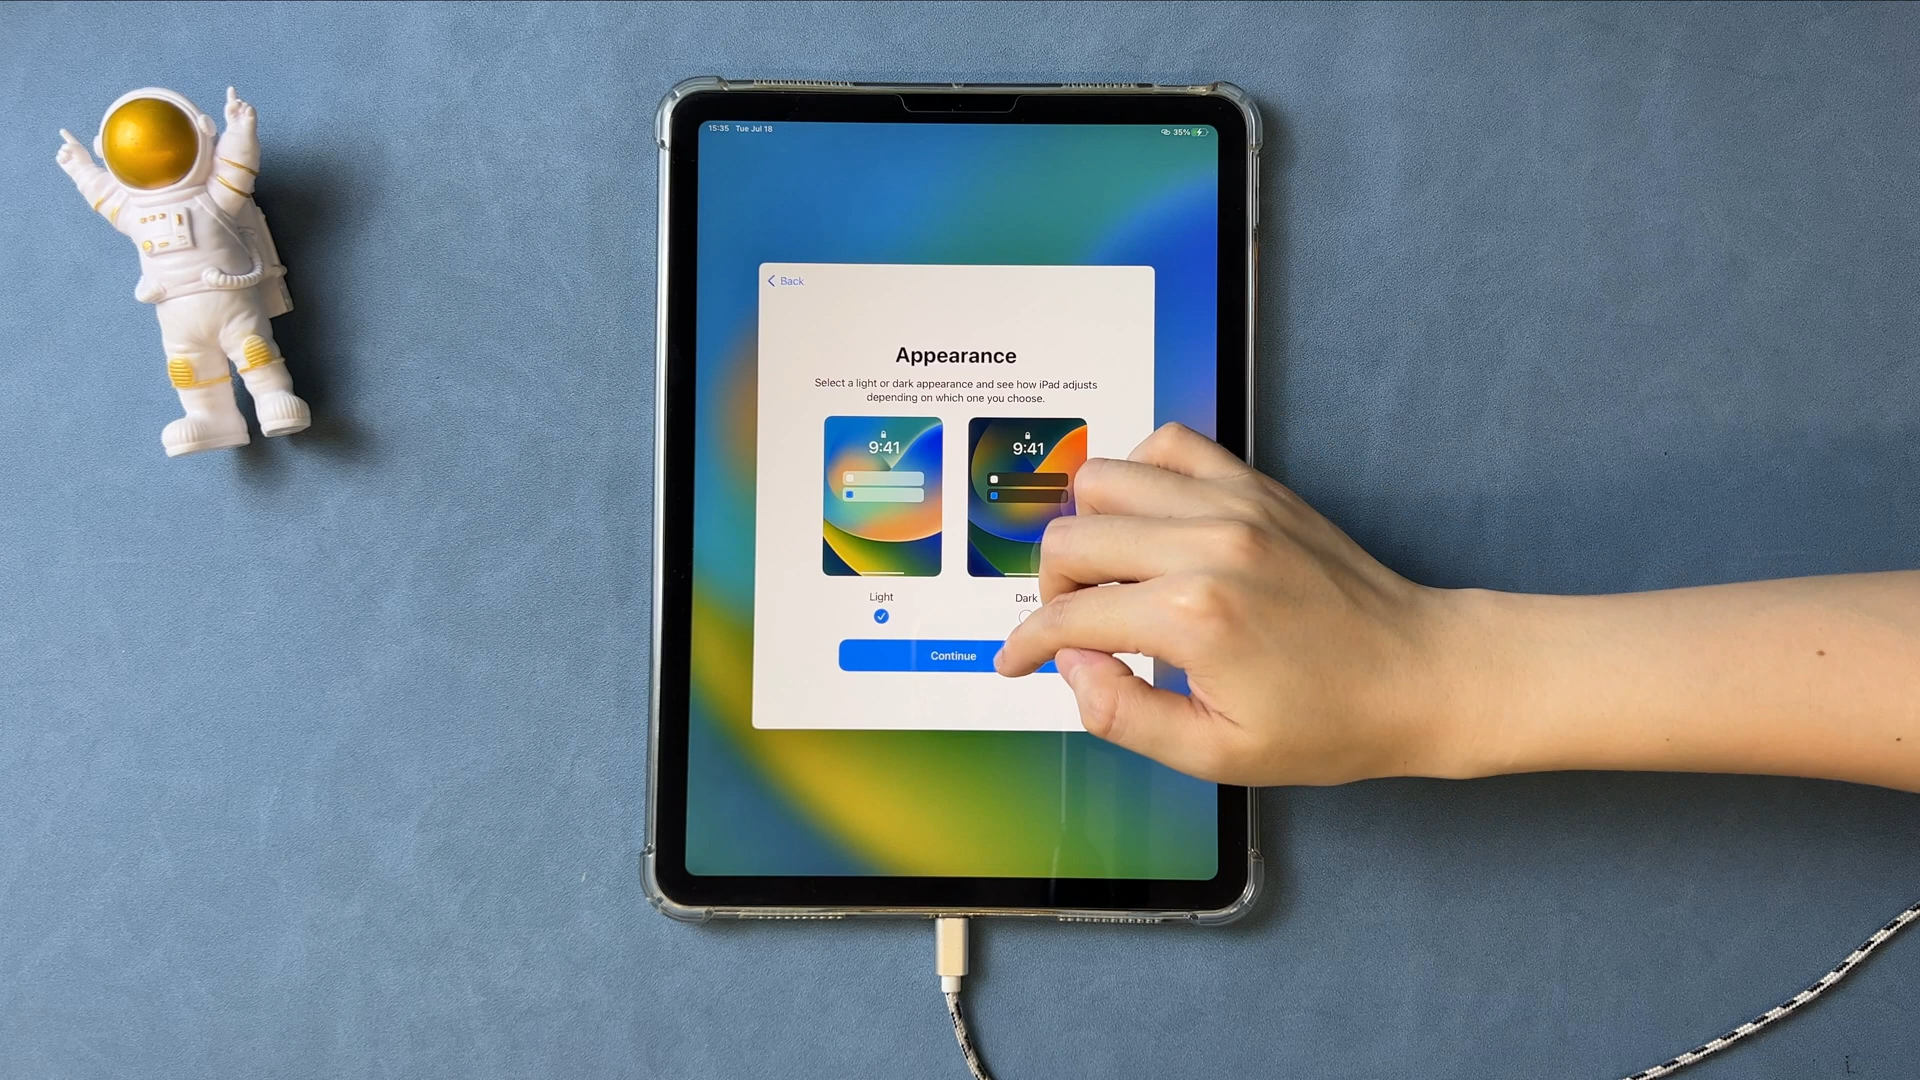 15:35 Tue Jul 18
35%
Back
Appearance
Select a light or dark appearance and see how iPad adjusts
depending on which one you choose.
9:41
9:41
Light
Dark
Continue